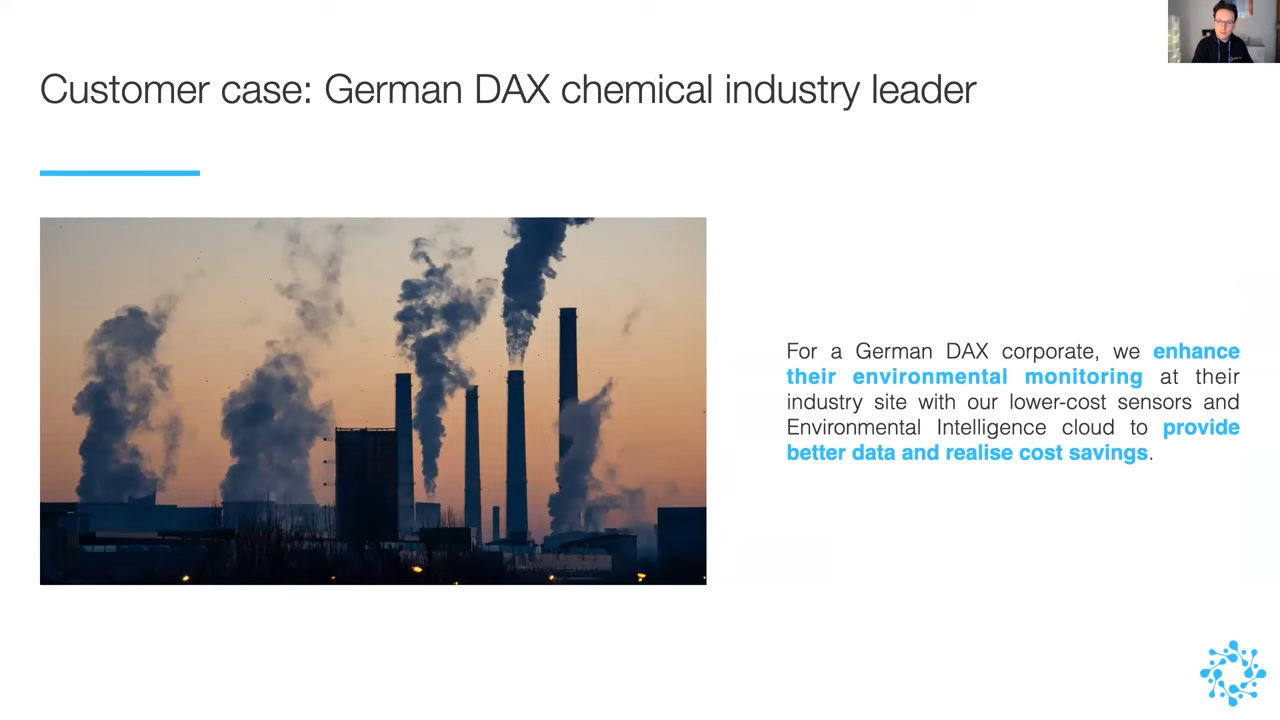 Customer case: German DAX chemical industry leader
For a German DAX corporate, we enhance
their environmental monitoring at their
industry site with our lower-cost sensors and
Environmental Intelligence cloud to provide
better data and realise cost savings.